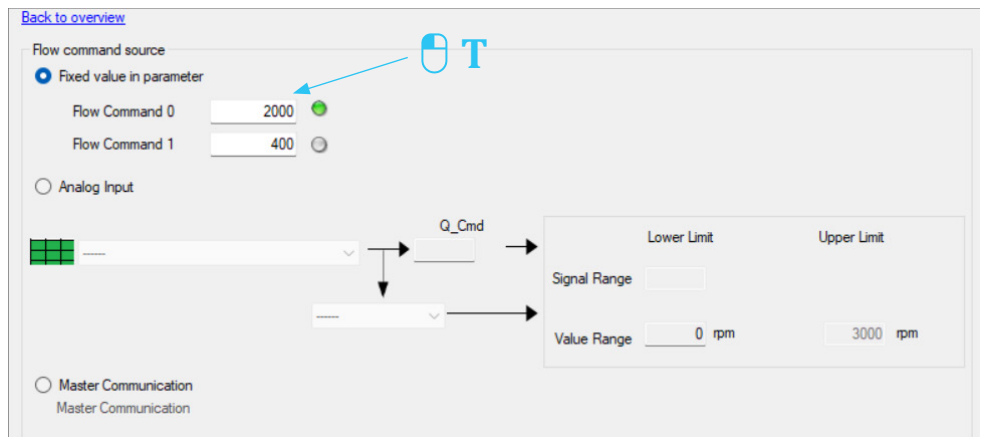 Back to overview
Flow command source
T
Fixed value in parameter
Flow Command 0 2000
Flow Command 1 400
Analog Input
Q_Cmd
------
Lower Limit Upper Limit
Signal Range
------
Value Range 0 rpm 3000 rpm
Master Communication
Master Communication